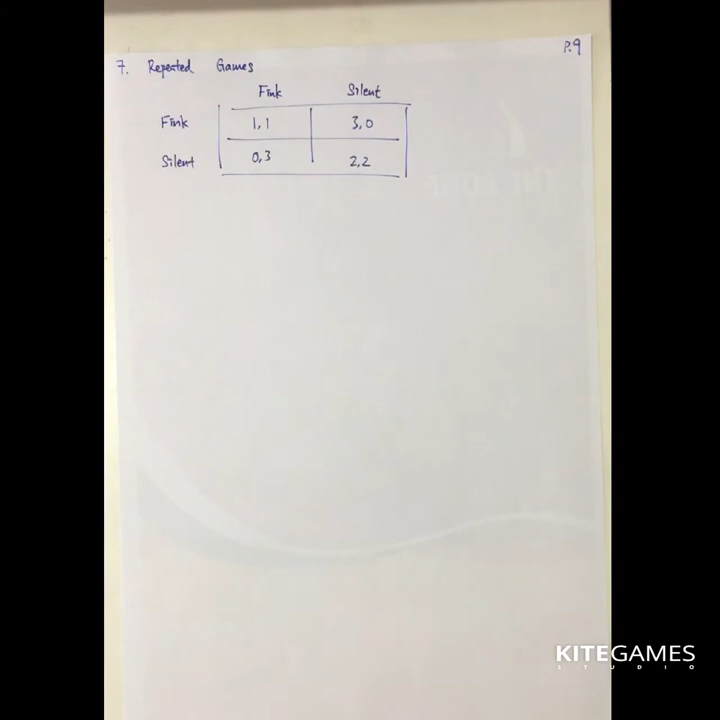 P.9
7. Repeated Games
Fink Silent
Fink 1,1 3,0
Silent 0,3 2,2
KITEGAMES
STUDIO